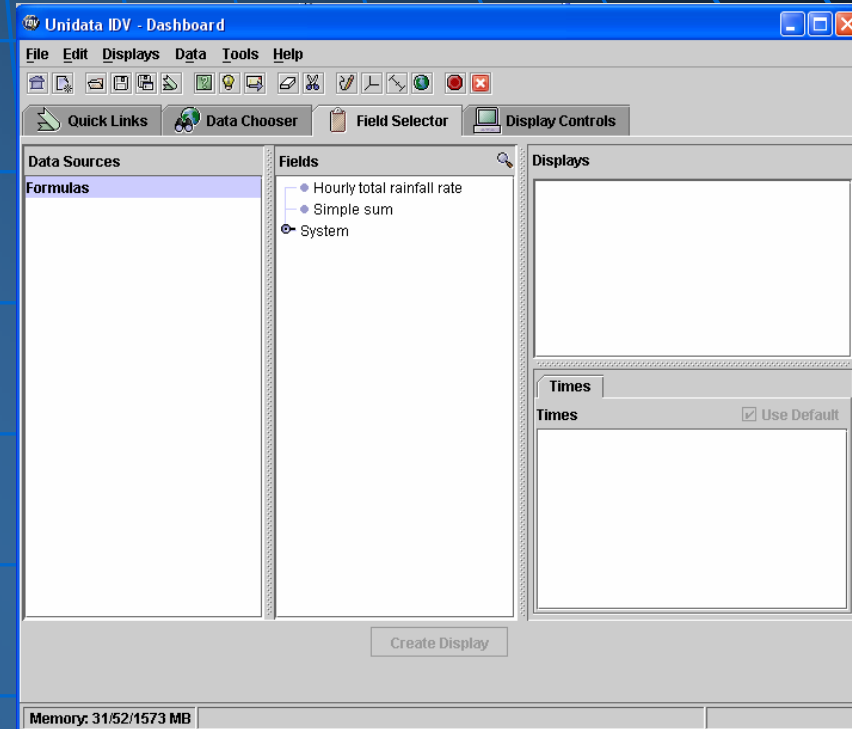 IDV Unidata IDV - Dashboard
File Edit Displays Data Tools Help
Quick Links Data Chooser Field Selector Display Controls
Data Sources Fields Displays
Formulas
Hourly total rainfall rate
Simple sum
System
Times
Times Use Default
Create Display
Memory: 31/52/1573 MB